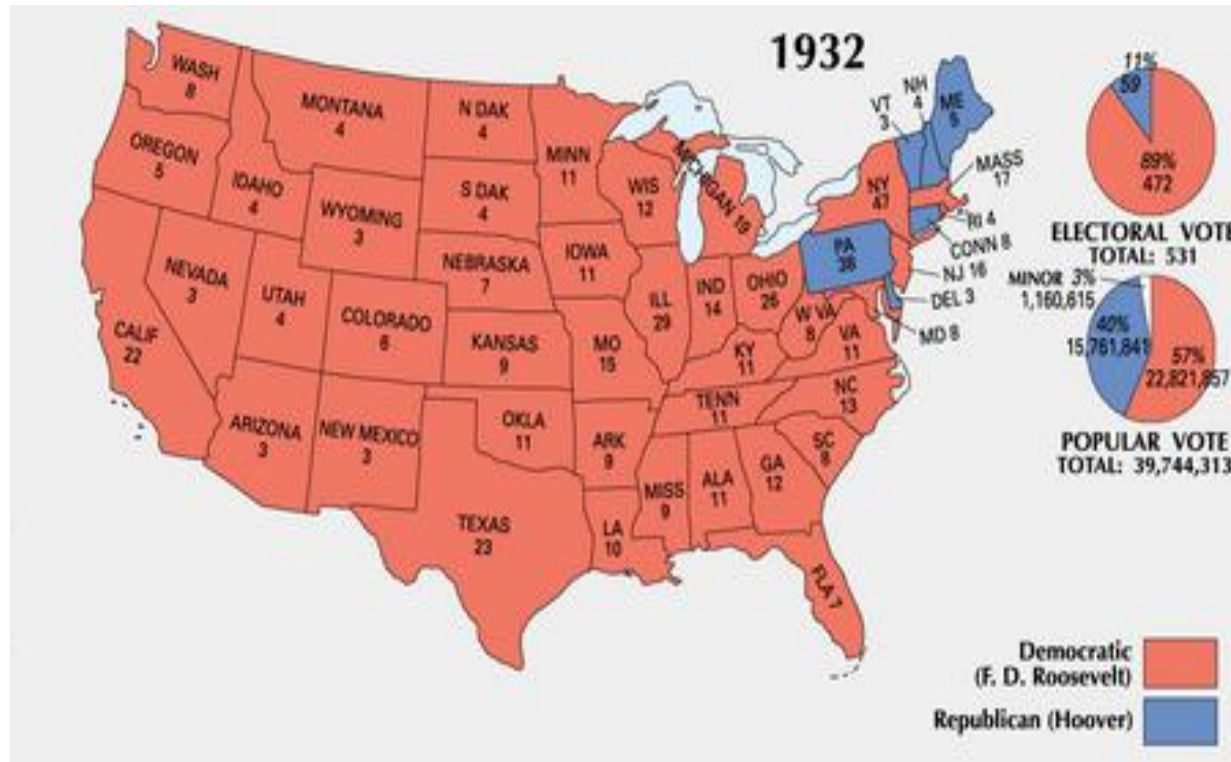 1932
WASH
8
OREGON
5
CALIF
22
NEVADA
3
IDAHO
4
MONTANA
4
WYOMING
3
UTAH
4
COLORADO
6
ARIZONA
3
NEW MEXICO
3
N DAK
4
S DAK
4
NEBRASKA
7
KANSAS
9
OKLA
11
TEXAS
23
MINN
11
IOWA
11
MO
15
ARK
9
LA
10
WIS
12
ILL
29
MICHIGAN 19
IND
14
OHIO
26
KY
11
TENN
11
MISS
9
ALA
11
GA
12
FLA 7
SC
8
NC
13
VA
11
W VA
8
PA
36
NY
47
VT
3
NH
4
ME
5
MASS
17
RI 4
CONN 8
NJ 16
DEL 3
MD 8
11%
59
89%
472
ELECTORAL VOTE
TOTAL: 531
MINOR 3%
1,160,615
40%
15,761,841
57%
22,821,857
POPULAR VOTE
TOTAL: 39,744,313
Democratic
(F. D. Roosevelt)
Republican (Hoover)